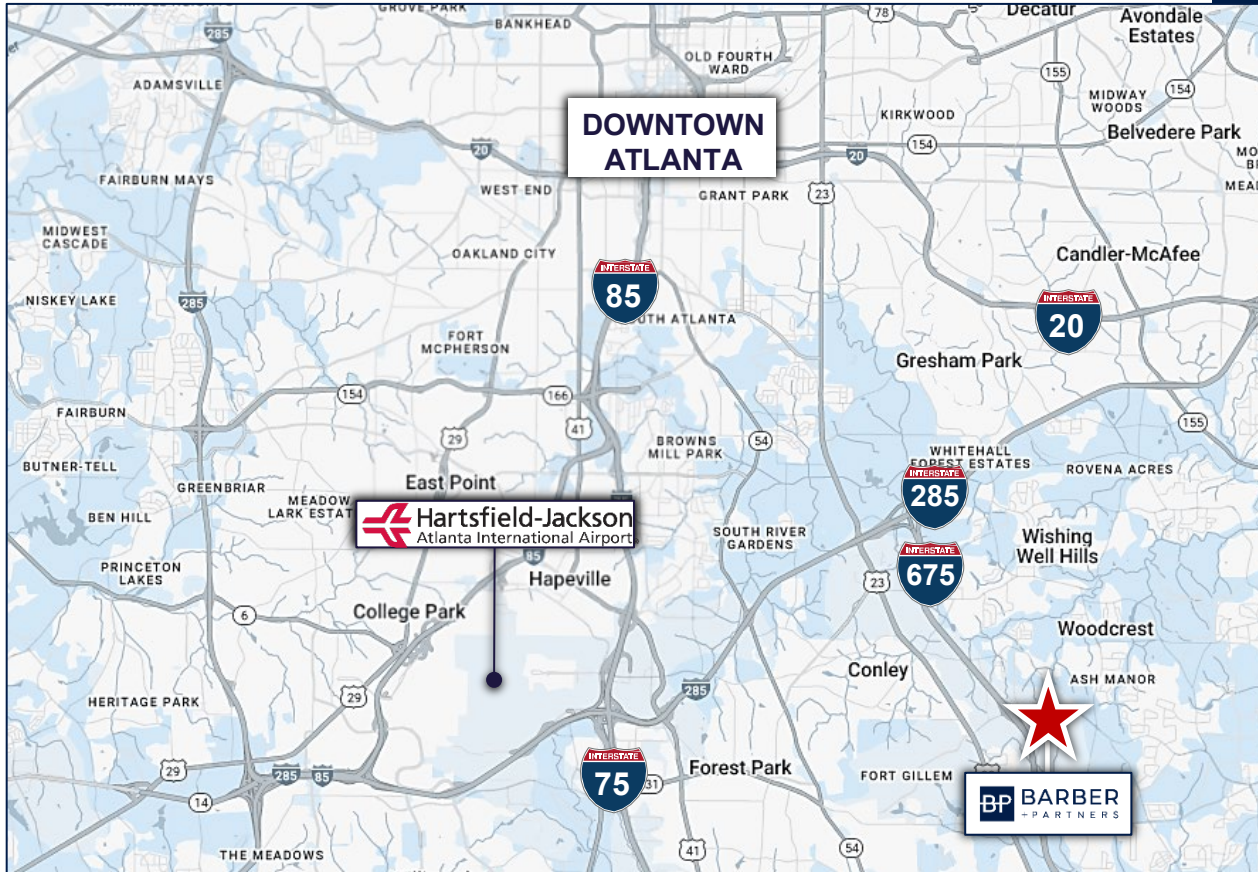 GROVE PARK
BANKHEAD
78
Decatur
Avondale
Estates
285
OLD FOURTH
WARD
ADAMSVILLE
155
154
MIDWAY
WOODS
DOWNTOWN
ATLANTA
KIRKWOOD
Belvedere Park
154
20
20
FAIRBURN MAYS
WEST END
GRANT PARK
23
MIDWEST
CASCADE
OAKLAND CITY
Candler-McAfee
INTERSTATE
85
NISKEY LAKE
285
INTERSTATE
20
UTH ATLANTA
FORT
MCPHERSON
Gresham Park
154
166
FAIRBURN
41
29
BROWNS
MILL PARK
54
155
WHITEHALL
FOREST ESTATES
BUTNER-TELL
ROVENA ACRES
GREENBRIAR
East Point
INTERSTATE
285
MEADOW
LARK ESTAT
BEN HILL
Hartsfield-Jackson
Atlanta International Airport
SOUTH RIVER
GARDENS
Wishing
Well Hills
85
INTERSTATE
675
PRINCETON
LAKES
Hapeville
23
6
College Park
Woodcrest
Conley
ASH MANOR
29
285
HERITAGE PARK
INTERSTATE
75
29
285
85
31
Forest Park
FORT GILLEM
14
BP
BARBER
+PARTNERS
THE MEADOWS
41
54